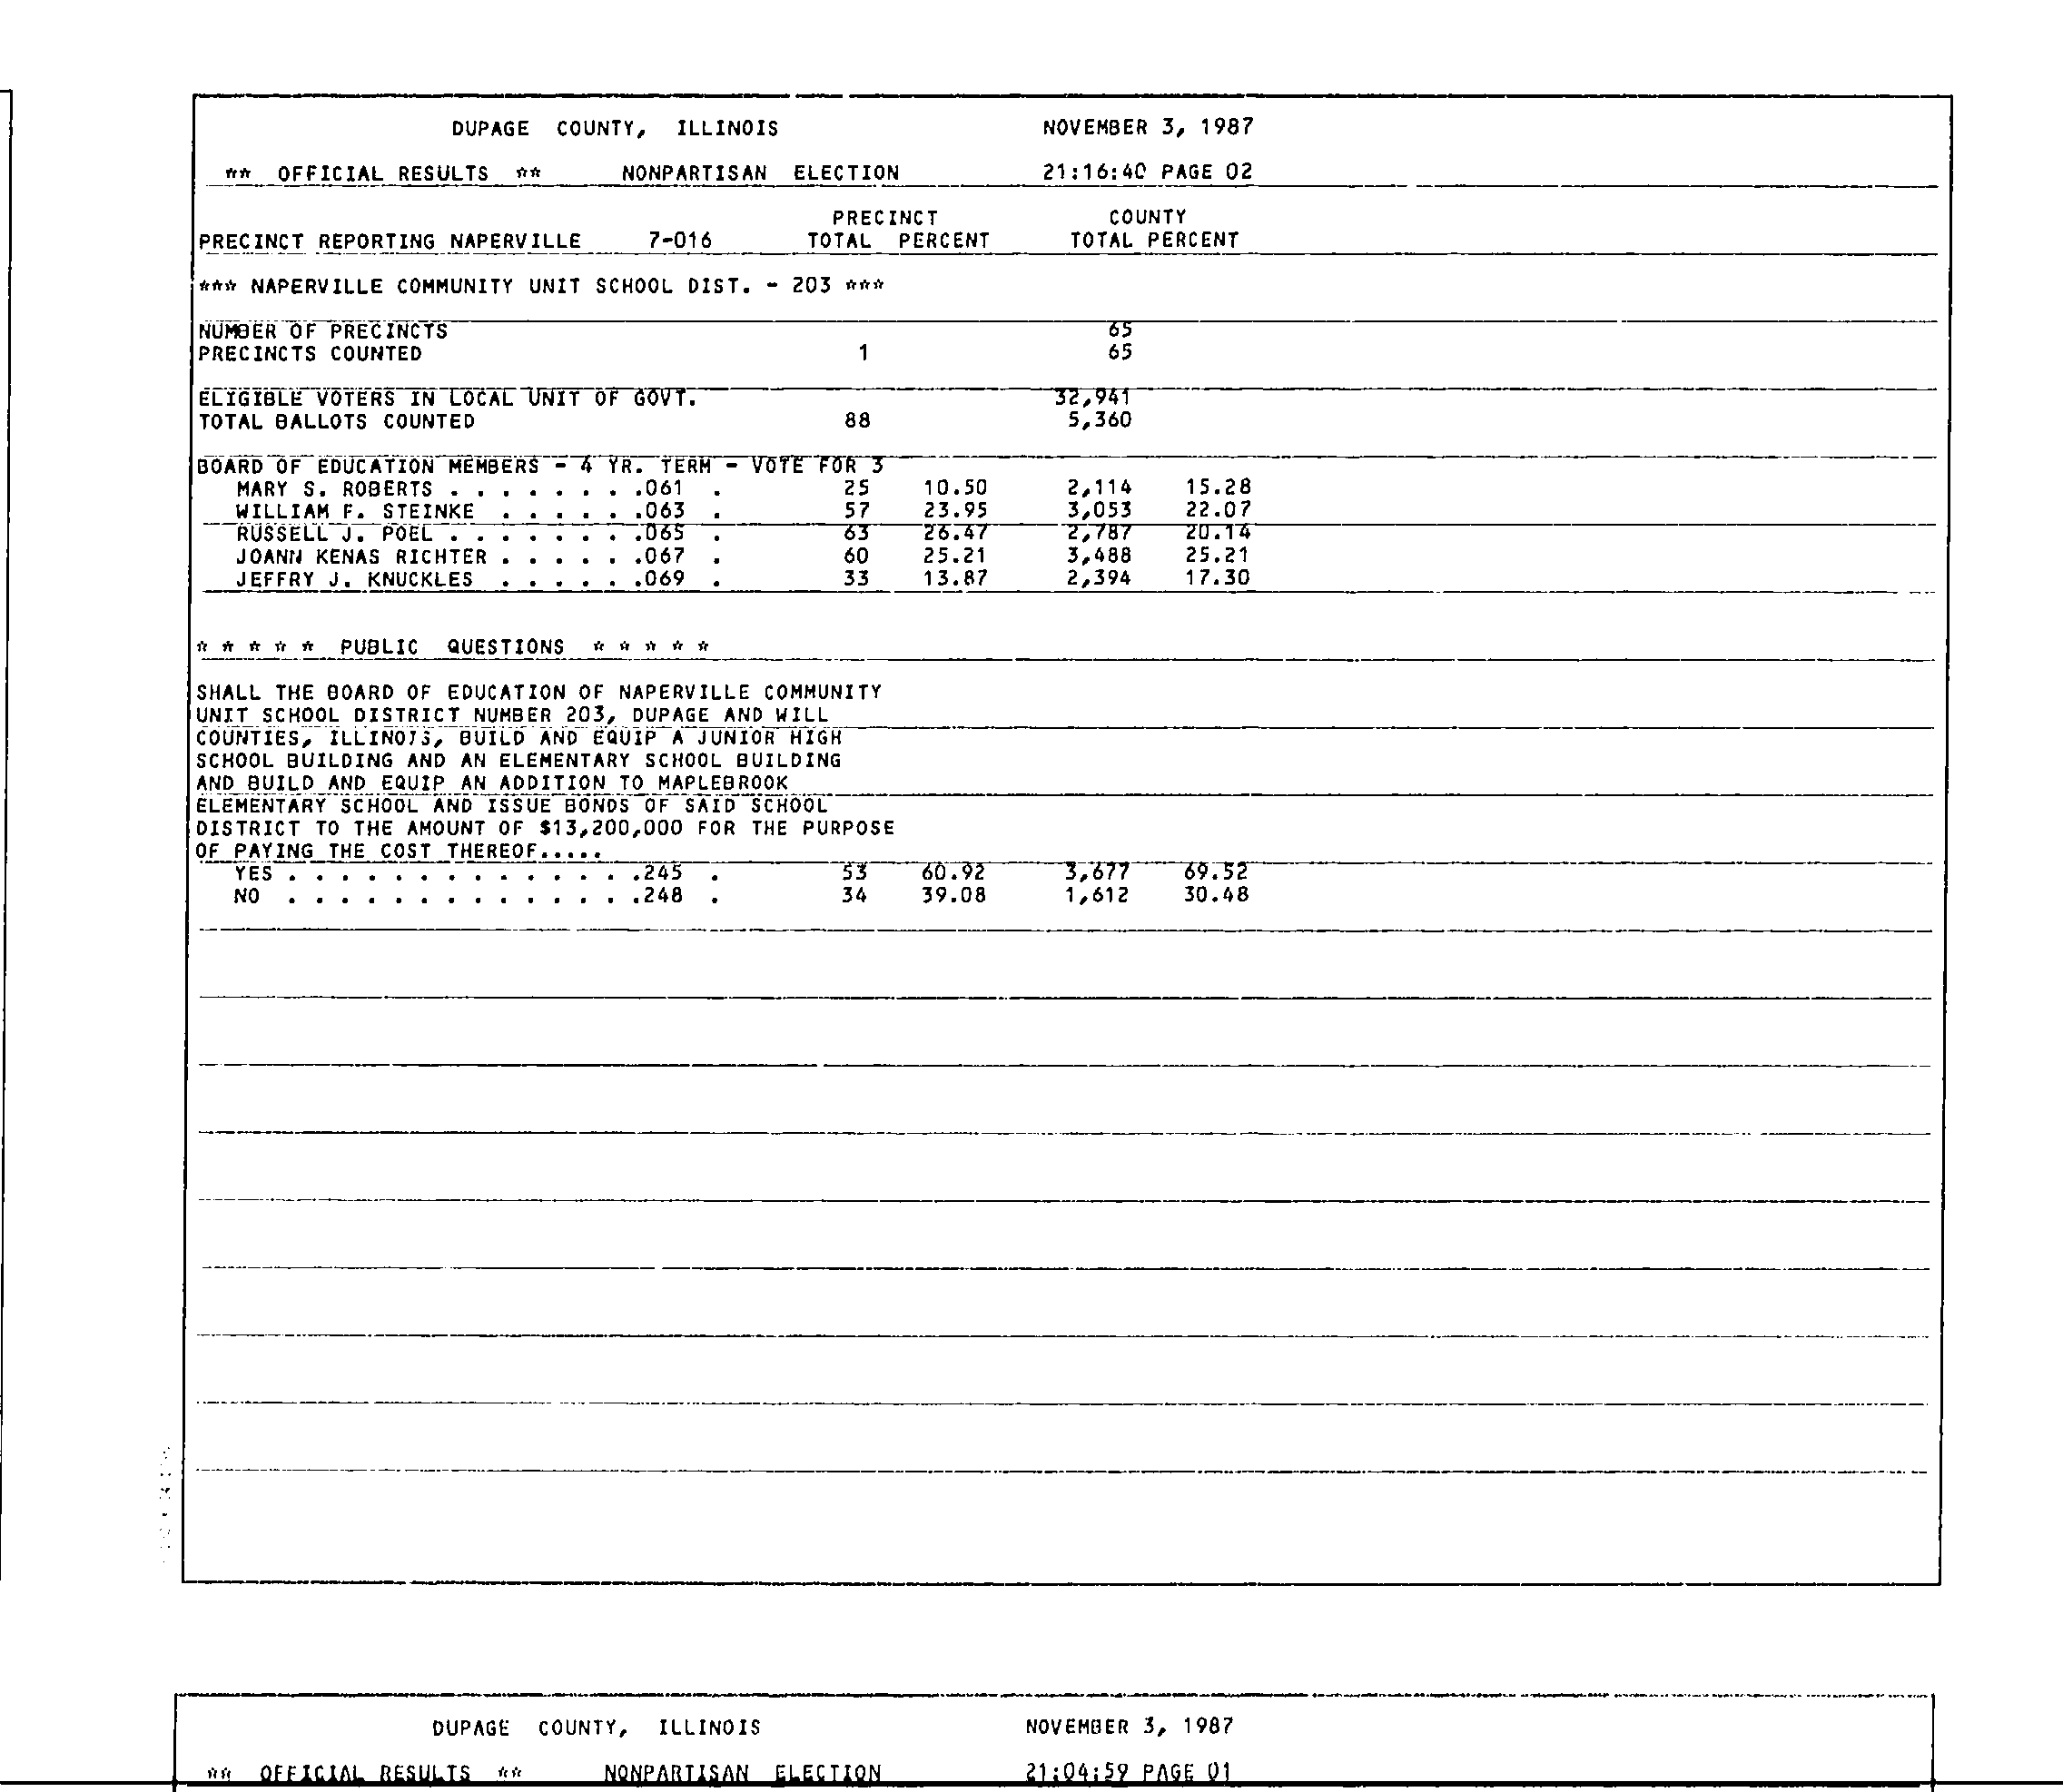 DUPAGE COUNTY, ILLINOIS NOVEMBER 3, 1987
** OFFICIAL RESULTS ** NONPARTISAN ELECTION 21:16:40 PAGE 02
PRECINCT COUNTY
PRECINCT REPORTING NAPERVILLE 7-016 TOTAL PERCENT TOTAL PERCENT
*** NAPERVILLE COMMUNITY UNIT SCHOOL DIST. - 203 ***
NUMBER OF PRECINCTS 65
PRECINCTS COUNTED 1 65
ELIGIBLE VOTERS IN LOCAL UNIT OF GOVT. 32,941
TOTAL BALLOTS COUNTED 88 5,360
BOARD OF EDUCATION MEMBERS - 4 YR. TERM - VOTE FOR 3
MARY S. ROBERTS . . . . . . . .061 . 25 10.50 2,114 15.28
WILLIAM F. STEINKE . . . . . .063 . 57 23.95 3,053 22.07
RUSSELL J. POEL . . . . . . . .065 . 63 26.47 2,787 20.14
JOANN KENAS RICHTER . . . . . .067 . 60 25.21 3,488 25.21
JEFFRY J. KNUCKLES . . . . . .069 . 33 13.87 2,394 17.30
* * * * * PUBLIC QUESTIONS * * * * *
SHALL THE BOARD OF EDUCATION OF NAPERVILLE COMMUNITY
UNIT SCHOOL DISTRICT NUMBER 203, DUPAGE AND WILL
COUNTIES, ILLINOIS, BUILD AND EQUIP A JUNIOR HIGH
SCHOOL BUILDING AND AN ELEMENTARY SCHOOL BUILDING
AND BUILD AND EQUIP AN ADDITION TO MAPLEBROOK
ELEMENTARY SCHOOL AND ISSUE BONDS OF SAID SCHOOL
DISTRICT TO THE AMOUNT OF $13,200,000 FOR THE PURPOSE
OF PAYING THE COST THEREOF.....
YES . . . . . . . . . . . . . .245 . 53 60.92 3,677 69.52
NO . . . . . . . . . . . . . .248 . 34 39.08 1,612 30.48
DUPAGE COUNTY, ILLINOIS NOVEMBER 3, 1987
** OFFICIAL RESULTS ** NONPARTISAN ELECTION 21:04:59 PAGE 01